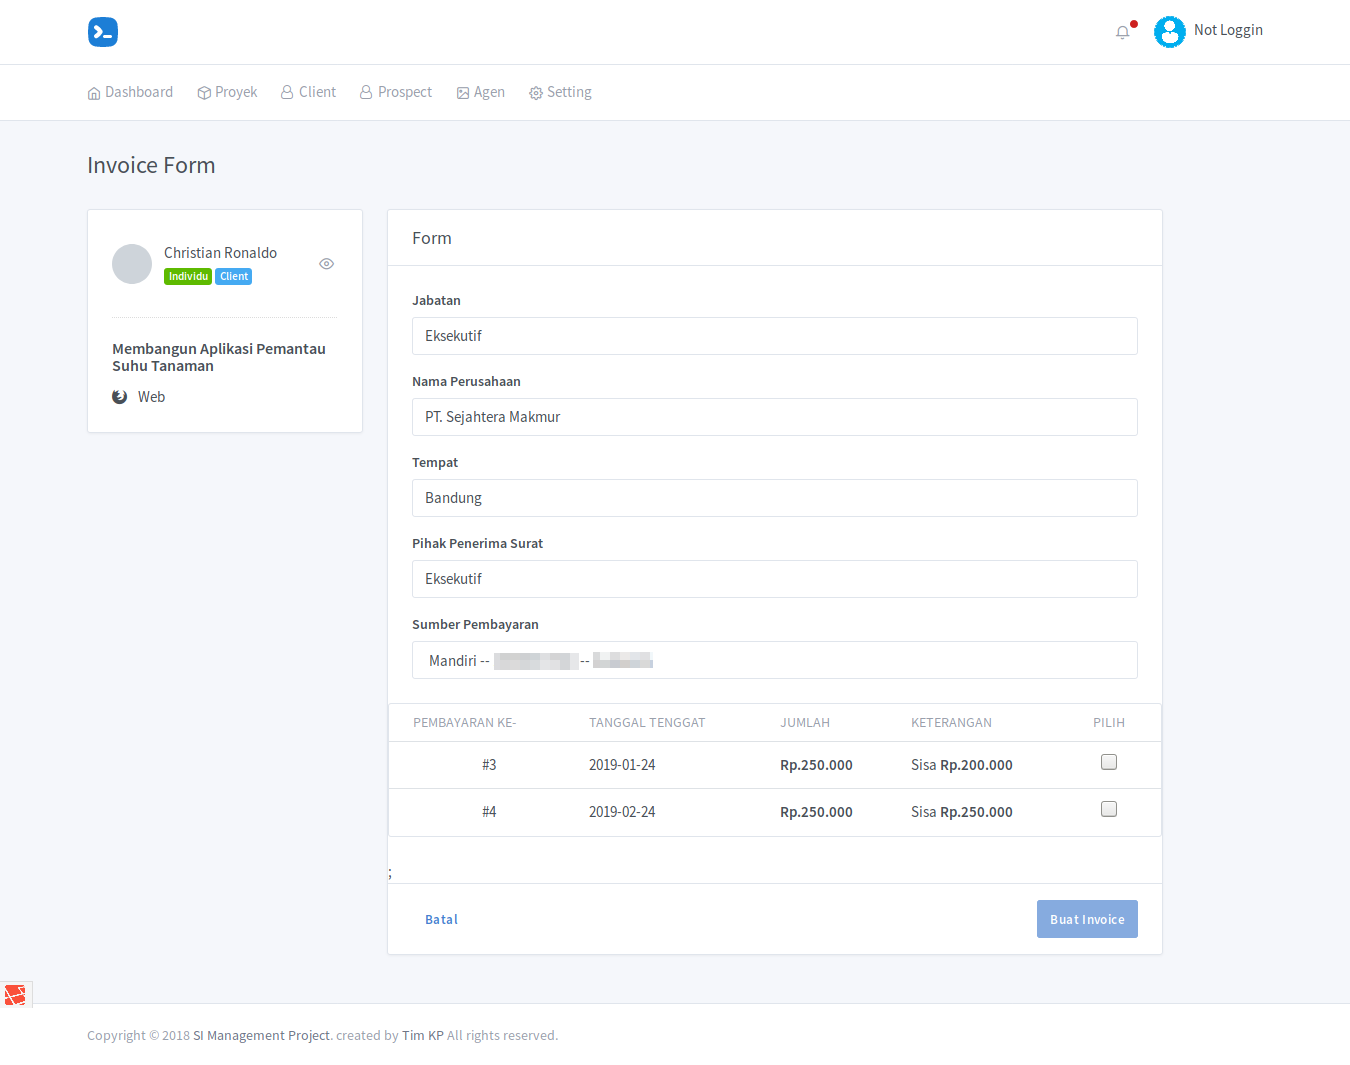 Not Loggin
Dashboard Proyek Client Prospect Agen Setting
Invoice Form
Christian Ronaldo
Individu Client
Membangun Aplikasi Pemantau
Suhu Tanaman
Web
Form
Jabatan
Eksekutif
Nama Perusahaan
PT. Sejahtera Makmur
Tempat
Bandung
Pihak Penerima Surat
Eksekutif
Sumber Pembayaran
Mandiri -- --
PEMBAYARAN KE- TANGGAL TENGGAT JUMLAH KETERANGAN PILIH
#3 2019-01-24 Rp.250.000 Sisa Rp.200.000
#4 2019-02-24 Rp.250.000 Sisa Rp.250.000
;
Batal Buat Invoice
Copyright © 2018 SI Management Project. created by Tim KP All rights reserved.